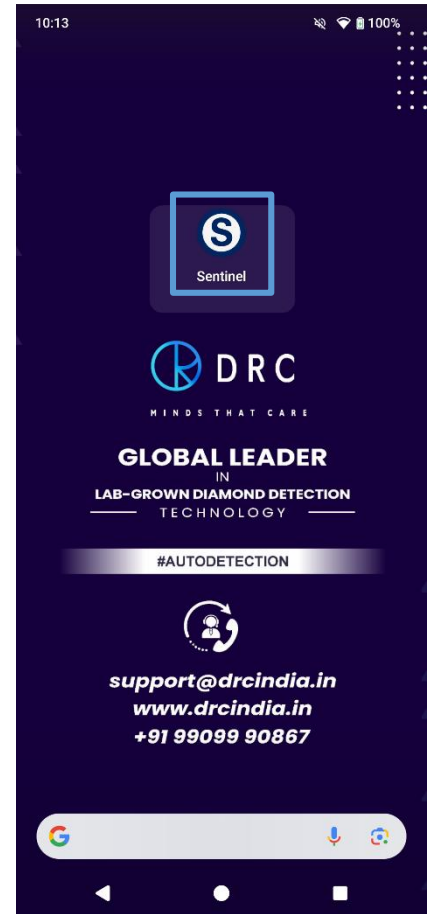 10:13
100%
S
Sentinel
DRC
MINDS THAT CARE
GLOBAL LEADER
IN
LAB-GROWN DIAMOND DETECTION
TECHNOLOGY
#AUTODETECTION
support@drcindia.in
www.drcindia.in
+91 99099 90867
G